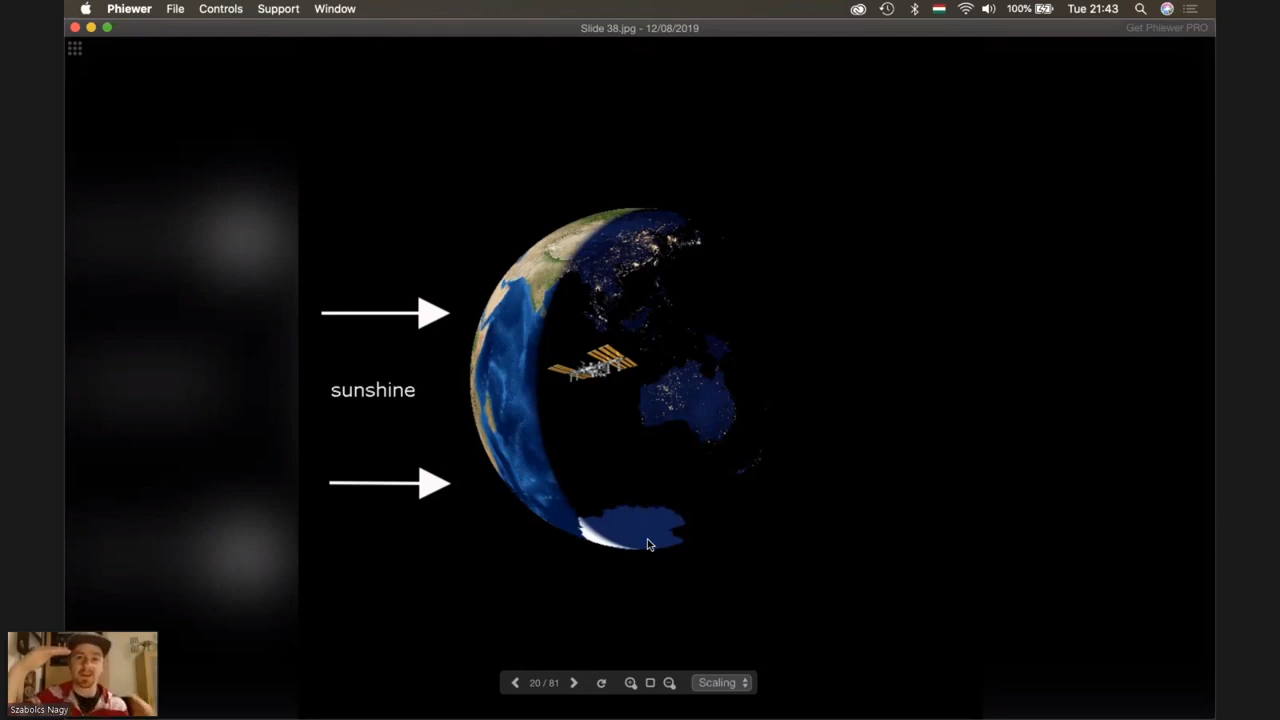 Phiewer File Controls Support Window 100% Tue 21:43
Slide 38.jpg - 12/08/2019 Get Phiewer PRO
sunshine
20 / 81 Scaling
Szabolcs Nagy